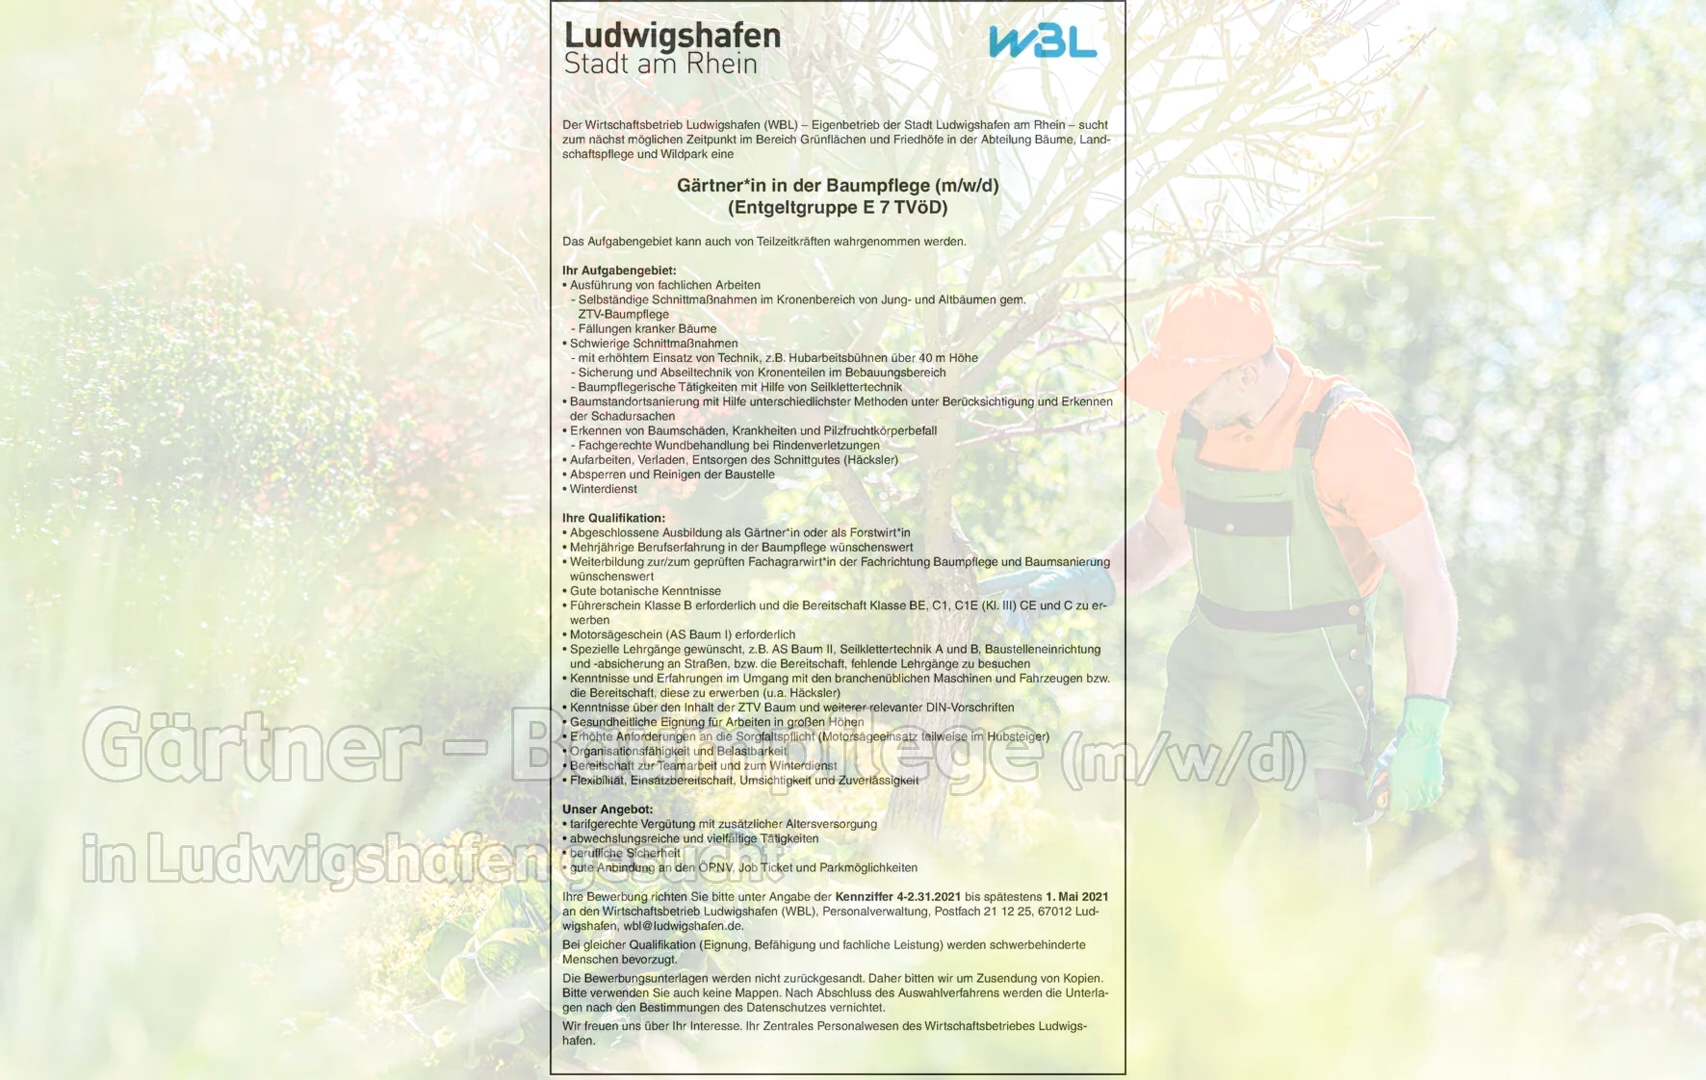 Ludwigshafen
Stadt am Rhein
WBL
Der Wirtschaftsbetrieb Ludwigshafen (WBL) – Eigenbetrieb der Stadt Ludwigshafen am Rhein – sucht
zum nächst möglichen Zeitpunkt im Bereich Grünflächen und Friedhöfe in der Abteilung Bäume, Land-
schaftspflege und Wildpark eine
Gärtner*in in der Baumpflege (m/w/d)
(Entgeltgruppe E 7 TVöD)
Das Aufgabengebiet kann auch von Teilzeitkräften wahrgenommen werden.
Ihr Aufgabengebiet:
• Ausführung von fachlichen Arbeiten
- Selbständige Schnittmaßnahmen im Kronenbereich von Jung- und Altbäumen gem.
ZTV-Baumpflege
- Fällungen kranker Bäume
• Schwierige Schnittmaßnahmen
- mit erhöhtem Einsatz von Technik, z.B. Hubarbeitsbühnen über 40 m Höhe
- Sicherung und Abseiltechnik von Kronenteilen im Bebauungsbereich
- Baumpflegerische Tätigkeiten mit Hilfe von Seilklettertechnik
• Baumstandortsanierung mit Hilfe unterschiedlichster Methoden unter Berücksichtigung und Erkennen
der Schadursachen
• Erkennen von Baumschäden, Krankheiten und Pilzfruchtkörperbefall
- Fachgerechte Wundbehandlung bei Rindenverletzungen
• Aufarbeiten, Verladen, Entsorgen des Schnittgutes (Häcksler)
• Absperren und Reinigen der Baustelle
• Winterdienst
Ihre Qualifikation:
• Abgeschlossene Ausbildung als Gärtner*in oder als Forstwirt*in
• Mehrjährige Berufserfahrung in der Baumpflege wünschenswert
• Weiterbildung zur/zum geprüften Fachagrarwirt*in der Fachrichtung Baumpflege und Baumsanierung
wünschenswert
• Gute botanische Kenntnisse
• Führerschein Klasse B erforderlich und die Bereitschaft Klasse BE, C1, C1E (Kl. III) CE und C zu er-
werben
• Motorsägeschein (AS Baum I) erforderlich
• Spezielle Lehrgänge gewünscht, z.B. AS Baum II, Seilklettertechnik A und B, Baustelleneinrichtung
und -absicherung an Straßen, bzw. die Bereitschaft, fehlende Lehrgänge zu besuchen
• Kenntnisse und Erfahrungen im Umgang mit den branchenüblichen Maschinen und Fahrzeugen bzw.
die Bereitschaft, diese zu erwerben (u.a. Häcksler)
• Kenntnisse über den Inhalt der ZTV Baum und weiterer relevanter DIN-Vorschriften
• Gesundheitliche Eignung für Arbeiten in großen Höhen
• Erhöhte Anforderungen an die Sorgfaltspflicht (Motorsägeeinsatz teilweise im Hubsteiger)
• Organisationsfähigkeit und Belastbarkeit
• Bereitschaft zur Teamarbeit und zum Winterdienst
• Flexibilität, Einsatzbereitschaft, Umsichtigkeit und Zuverlässigkeit
Gärtner – Baumpflege (m/w/d)
in Ludwigshafen gesucht
Unser Angebot:
• tarifgerechte Vergütung mit zusätzlicher Altersversorgung
• abwechslungsreiche und vielfältige Tätigkeiten
• berufliche Sicherheit
• gute Anbindung an den ÖPNV, Job Ticket und Parkmöglichkeiten
Ihre Bewerbung richten Sie bitte unter Angabe der Kennziffer 4-2.31.2021 bis spätestens 1. Mai 2021
an den Wirtschaftsbetrieb Ludwigshafen (WBL), Personalverwaltung, Postfach 21 12 25, 67012 Lud-
wigshafen, wbl@ludwigshafen.de.
Bei gleicher Qualifikation (Eignung, Befähigung und fachliche Leistung) werden schwerbehinderte
Menschen bevorzugt.
Die Bewerbungsunterlagen werden nicht zurückgesandt. Daher bitten wir um Zusendung von Kopien.
Bitte verwenden Sie auch keine Mappen. Nach Abschluss des Auswahlverfahrens werden die Unterla-
gen nach den Bestimmungen des Datenschutzes vernichtet.
Wir freuen uns über Ihr Interesse. Ihr Zentrales Personalwesen des Wirtschaftsbetriebes Ludwigs-
hafen.